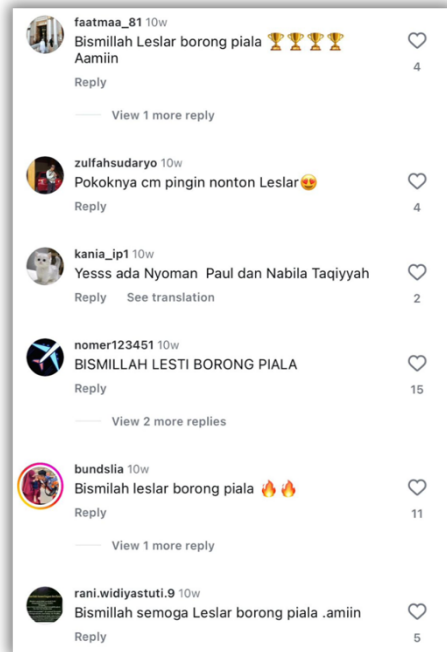 faatmaa_81 10w
Bismillah Leslar borong piala 🏆🏆🏆🏆
Aamiin
4
Reply
View 1 more reply
zulfahsudaryo 10w
Pokoknya cm pingin nonton Leslar😍
4
Reply
kania_ip1 10w
Yesss ada Nyoman Paul dan Nabila Taqiyyah
2
Reply See translation
nomer123451 10w
BISMILLAH LESTI BORONG PIALA
15
Reply
View 2 more replies
bundslia 10w
Bismilah leslar borong piala 🔥🔥
11
Reply
View 1 more reply
rani.widiyastuti.9 10w
Bismillah semoga Leslar borong piala .amiin
5
Reply